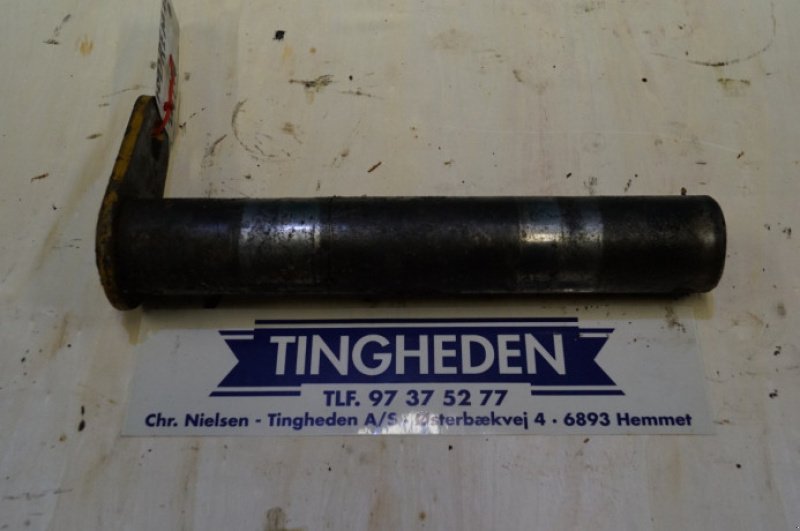 TINGHEDEN
TLF. 97 37 52 77
Chr. Nielsen - Tingheden A/S - Østerbækvej 4 - 6893 Hemmet